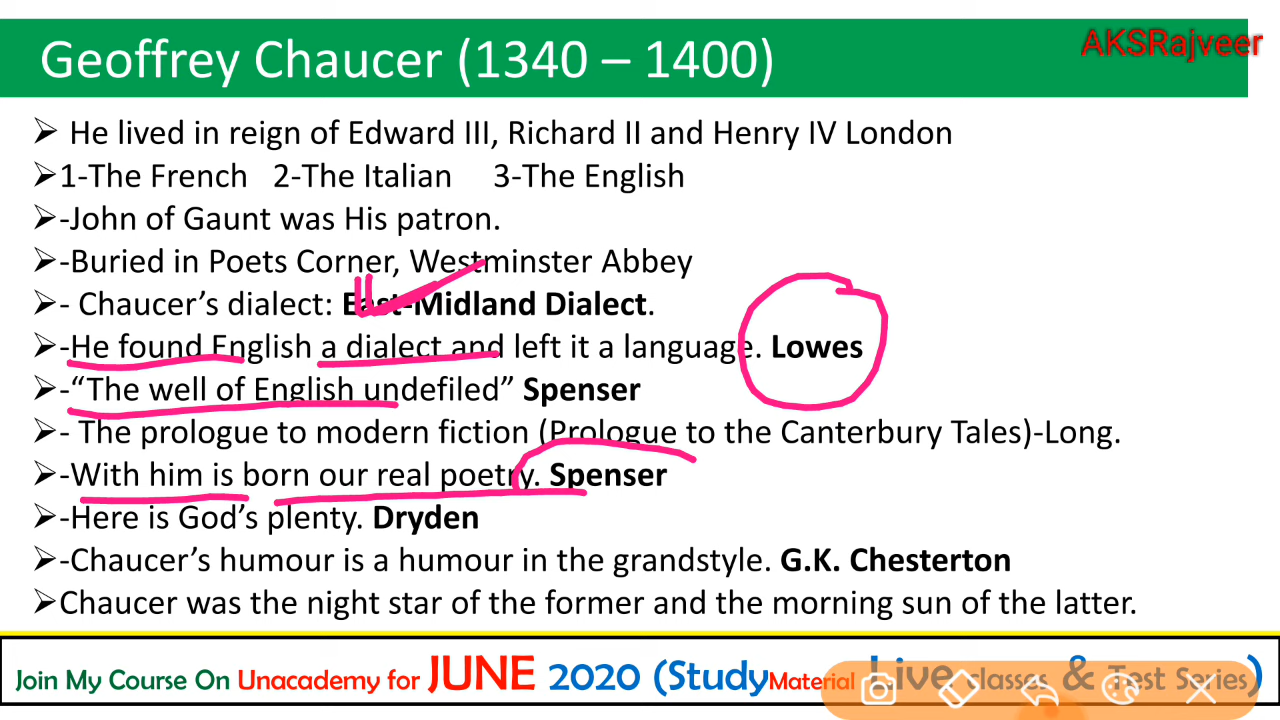 Geoffrey Chaucer (1340 – 1400)
AKSRajveer
➢ He lived in reign of Edward III, Richard II and Henry IV London
➢1-The French 2-The Italian 3-The English
➢-John of Gaunt was His patron.
➢-Buried in Poets Corner, Westminster Abbey
➢- Chaucer’s dialect: East-Midland Dialect.
➢-He found English a dialect and left it a language. Lowes
➢-“The well of English undefiled” Spenser
➢- The prologue to modern fiction (Prologue to the Canterbury Tales)-Long.
➢-With him is born our real poetry. Spenser
➢-Here is God’s plenty. Dryden
➢-Chaucer’s humour is a humour in the grandstyle. G.K. Chesterton
➢Chaucer was the night star of the former and the morning sun of the latter.
Join My Course On Unacademy for JUNE 2020 (StudyMaterial Live classes & Test Series)